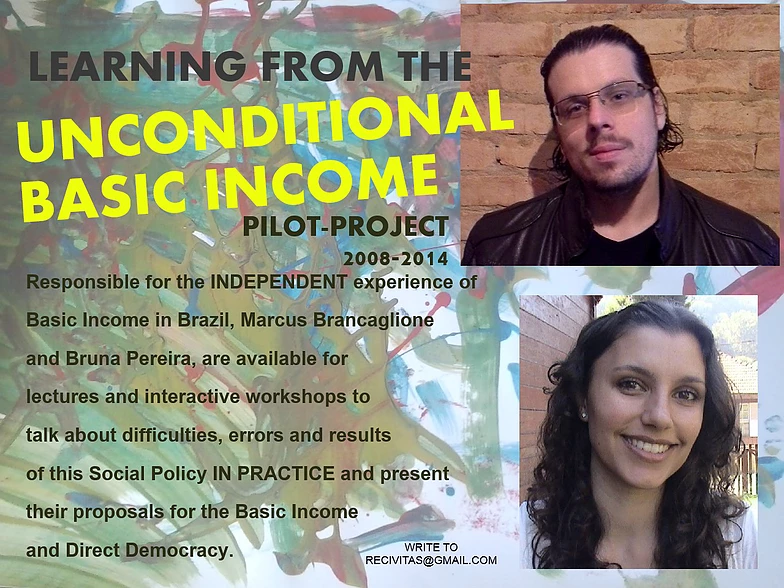 LEARNING FROM THE
UNCONDITIONAL
BASIC INCOME
PILOT-PROJECT
2008-2014
Responsible for the INDEPENDENT experience of
Basic Income in Brazil, Marcus Brancaglione
and Bruna Pereira, are available for
lectures and interactive workshops to
talk about difficulties, errors and results
of this Social Policy IN PRACTICE and present
their proposals for the Basic Income
and Direct Democracy.
WRITE TO
RECIVITAS@GMAIL.COM